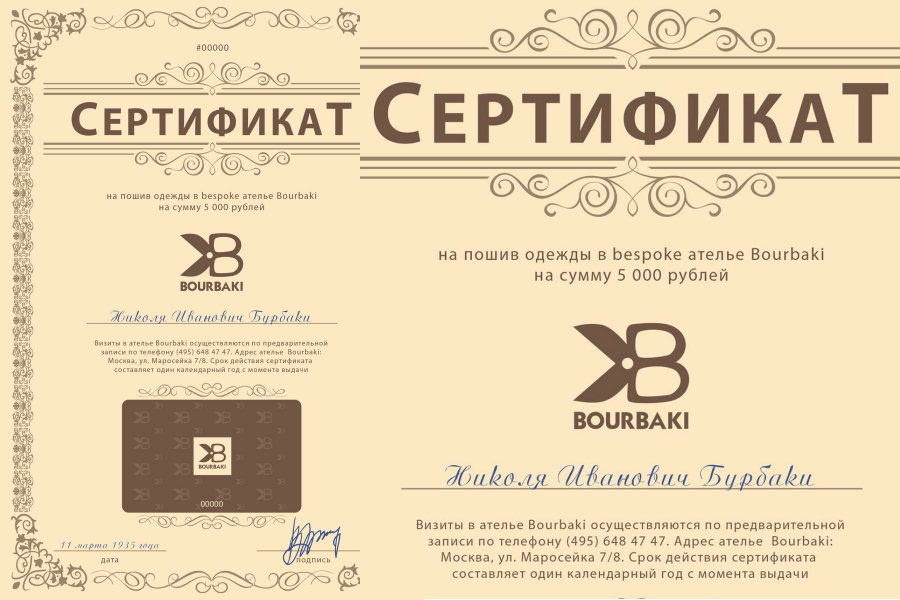 #00000
СЕРТИФИКАТ
на пошив одежды в bespoke ателье Bourbaki
на сумму 5 000 рублей
BOURBAKI
Николя Иванович Бурбаки
Визиты в ателье Bourbaki осуществляются по предварительной
записи по телефону (495) 648 47 47. Адрес ателье Bourbaki:
Москва, ул. Маросейка 7/8. Срок действия сертификата
составляет один календарный год с момента выдачи
BOURBAKI
00000
11 марта 1935 года
дата
подпись
СЕРТИФИКАТ
на пошив одежды в bespoke ателье Bourbaki
на сумму 5 000 рублей
BOURBAKI
Николя Иванович Бурбаки
Визиты в ателье Bourbaki осуществляются по предварительной
записи по телефону (495) 648 47 47. Адрес ателье Bourbaki:
Москва, ул. Маросейка 7/8. Срок действия сертификата
составляет один календарный год с момента выдачи